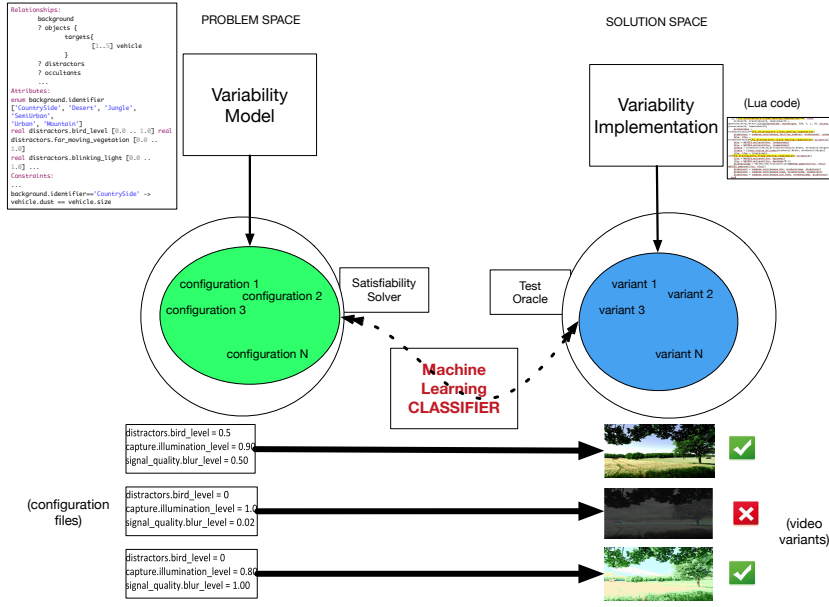 Relationships:
background
? objects {
targets{
[1..5] vehicle
}
? distractors
? occultants
...
Attributes:
enum background.identifier
['CountrySide', 'Desert', 'Jungle',
'SemiUrban',
'Urban', 'Mountain']
real distractors.bird_level [0.0 .. 1.0] real
distractors.far_moving_vegetation [0.0 ..
1.0]
real distractors.blinking_light [0.0 ..
1.0] ...
Constraints:
...
background.identifier=='CountrySide' ->
vehicle.dust == vehicle.size
PROBLEM SPACE
SOLUTION SPACE
Variability
Model
Variability
Implementation
(Lua code)
configuration 1
configuration 2
configuration 3
configuration N
Satisfiability
Solver
Test
Oracle
variant 1
variant 2
variant 3
variant N
Machine
Learning
CLASSIFIER
distractors.bird_level = 0.5
capture.illumination_level = 0.90
signal_quality.blur_level = 0.50
(configuration
files)
distractors.bird_level = 0
capture.illumination_level = 1.0
signal_quality.blur_level = 0.02
(video
variants)
distractors.bird_level = 0
capture.illumination_level = 0.80
signal_quality.blur_level = 1.00